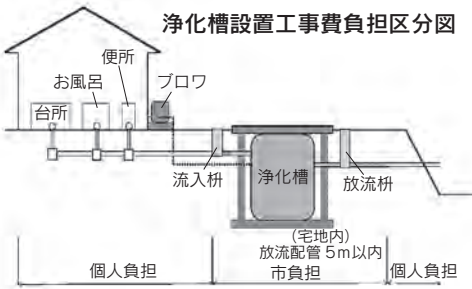 浄化槽設置工事費負担区分図
便所
お風呂
ブロワ
台所
流入枡
浄化槽
放流枡
(宅地内)
放流配管 5m以内
個人負担
市負担
個人負担